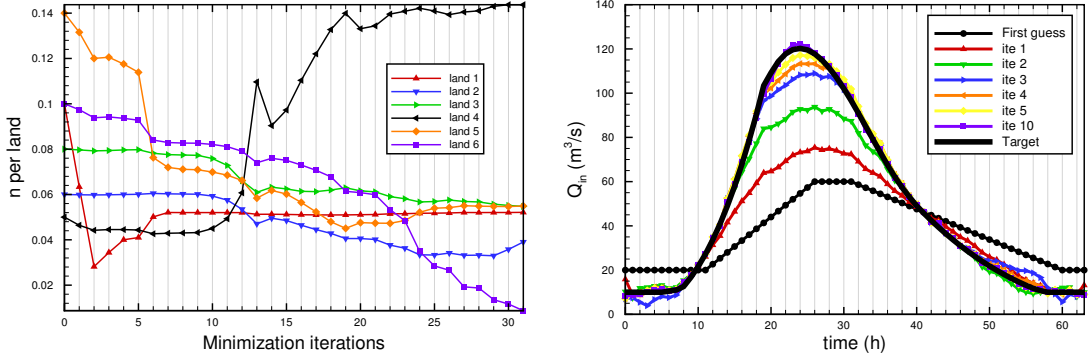 0.14
0.12
0.1
0.08
0.06
0.04
0.02
n per land
0 5 10 15 20 25 30
Minimization iterations
land 1
land 2
land 3
land 4
land 5
land 6
140
120
100
80
60
40
20
0
Q_in (m³/s)
0 10 20 30 40 50 60
time (h)
First guess
ite 1
ite 2
ite 3
ite 4
ite 5
ite 10
Target